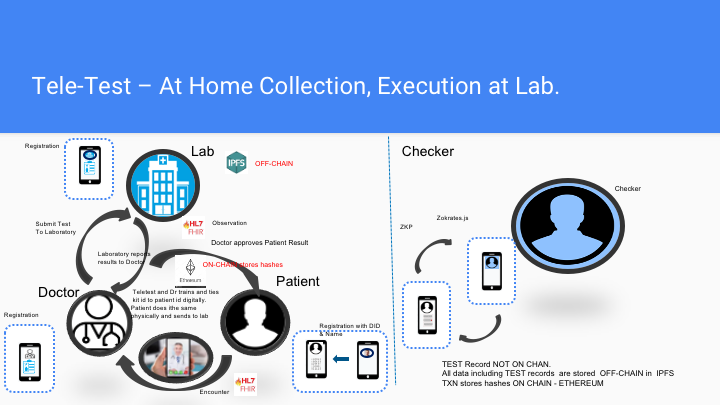 Tele-Test – At Home Collection, Execution at Lab.
Registration
Lab
IPFS
OFF-CHAIN
Submit Test
To Laboratory
HL7
FHIR
Observation
Doctor approves Patient Result
Laboratory reports
results to Doctor
ON-CHAIN stores hashes
Ethereum
Doctor
Patient
Teletest and Dr trains and ties
kit id to patient id digitally.
Patient does ithe same
physically and sends to lab
Registration
Registration with DID
& Name
Encounter
HL7
FHIR
Checker
Checker
Zokrates.js
ZKP
TEST Record NOT ON CHAN.
All data including TEST records are stored OFF-CHAIN in IPFS
TXN stores hashes ON CHAIN - ETHEREUM